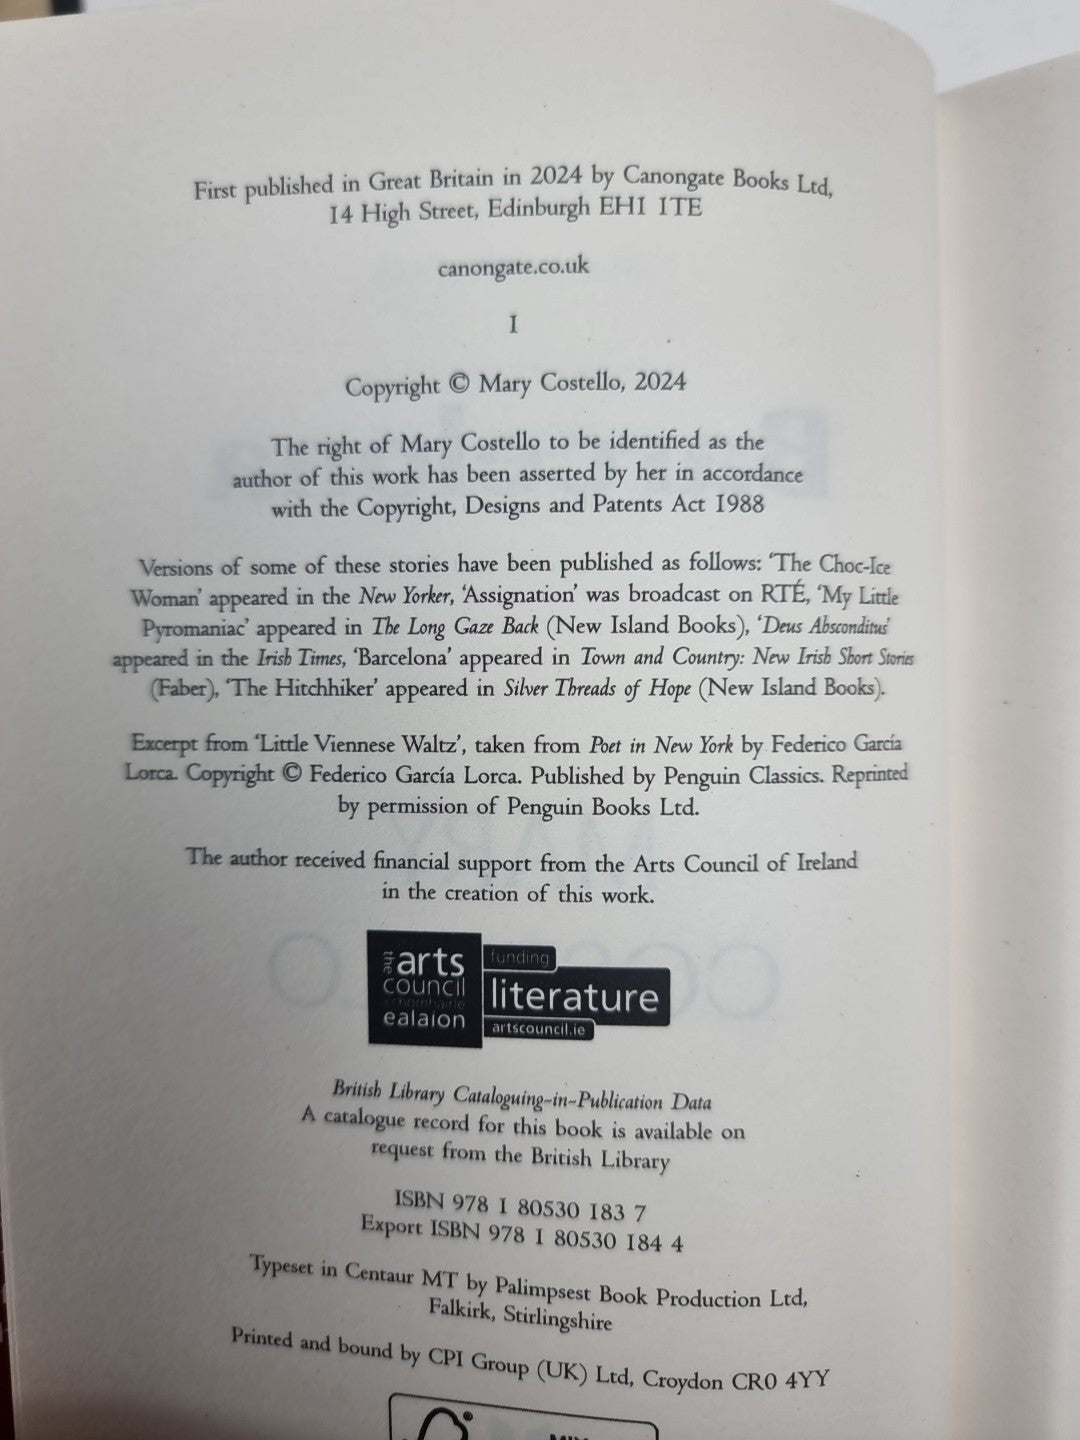 First published in Great Britain in 2024 by Canongate Books Ltd,
14 High Street, Edinburgh EH1 1TE
canongate.co.uk
1
Copyright © Mary Costello, 2024
The right of Mary Costello to be identified as the
author of this work has been asserted by her in accordance
with the Copyright, Designs and Patents Act 1988
Versions of some of these stories have been published as follows: ‘The Choc-Ice
Woman’ appeared in the New Yorker, ‘Assignation’ was broadcast on RTÉ, ‘My Little
Pyromaniac’ appeared in The Long Gaze Back (New Island Books), ‘Deus Absconditus’
appeared in the Irish Times, ‘Barcelona’ appeared in Town and Country: New Irish Short Stories
(Faber), ‘The Hitchhiker’ appeared in Silver Threads of Hope (New Island Books).
Excerpt from ‘Little Viennese Waltz’, taken from Poet in New York by Federico García
Lorca. Copyright © Federico García Lorca. Published by Penguin Classics. Reprinted
by permission of Penguin Books Ltd.
The author received financial support from the Arts Council of Ireland
in the creation of this work.
the arts
council
ealaíon
funding
literature
artscouncil.ie
British Library Cataloguing-in-Publication Data
A catalogue record for this book is available on
request from the British Library
ISBN 978 1 80530 183 7
Export ISBN 978 1 80530 184 4
Typeset in Centaur MT by Palimpsest Book Production Ltd,
Falkirk, Stirlingshire
Printed and bound by CPI Group (UK) Ltd, Croydon CR0 4YY